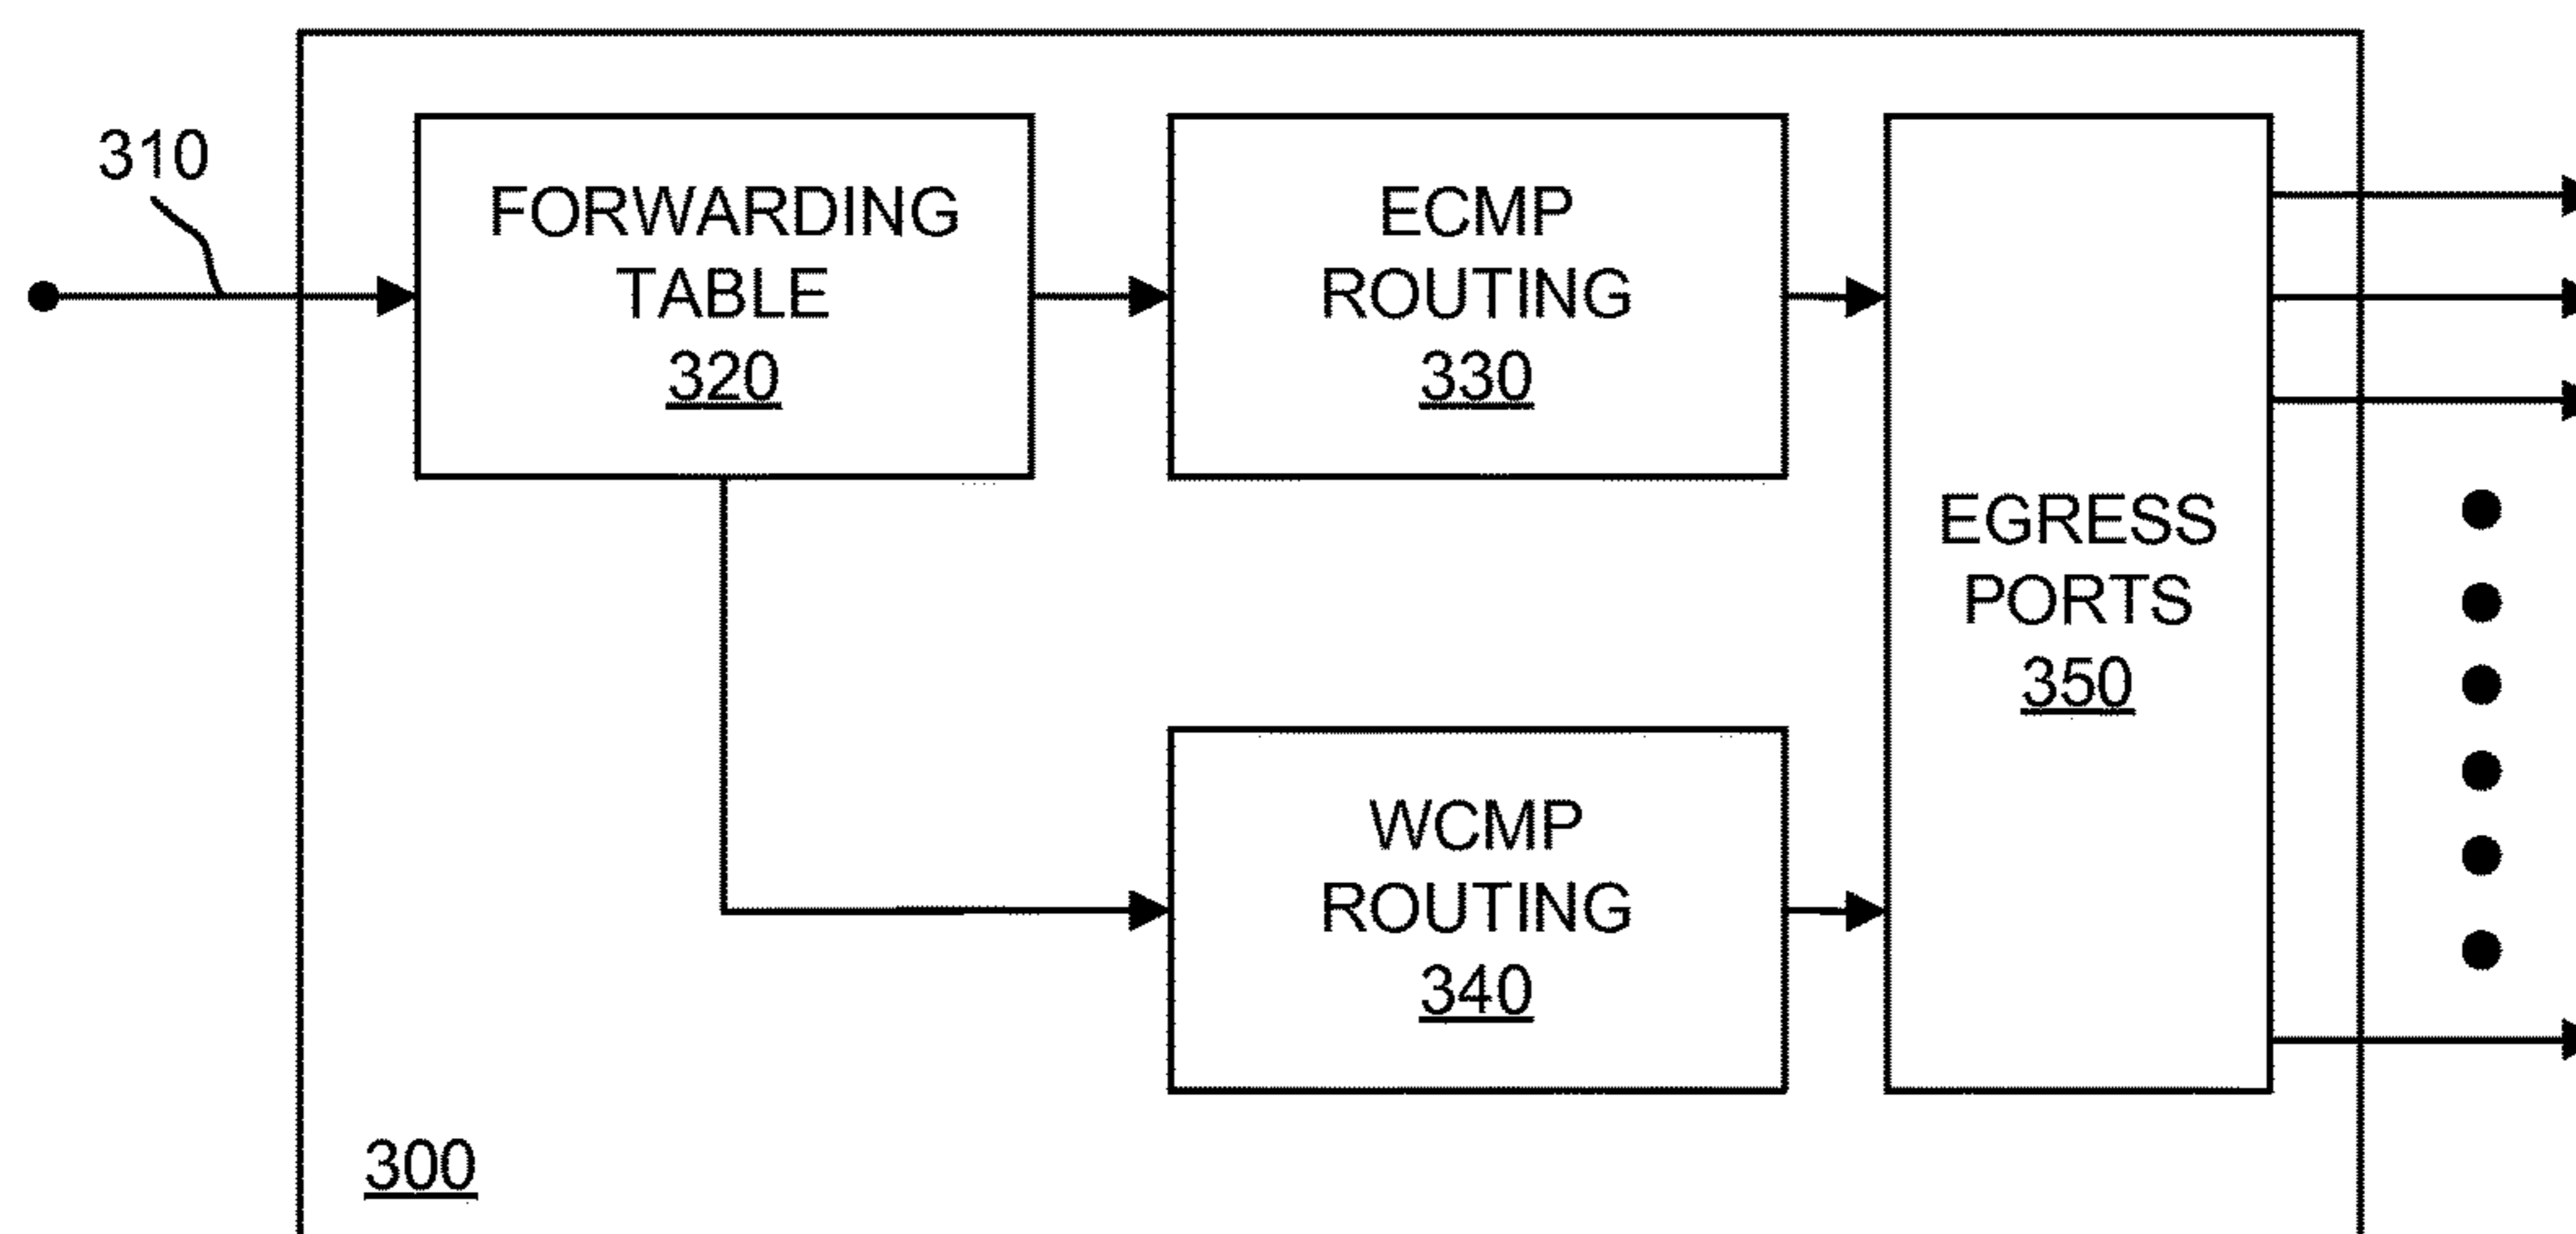 310
FORWARDING
TABLE
320
ECMP
ROUTING
330
EGRESS
PORTS
350
WCMP
ROUTING
340
300